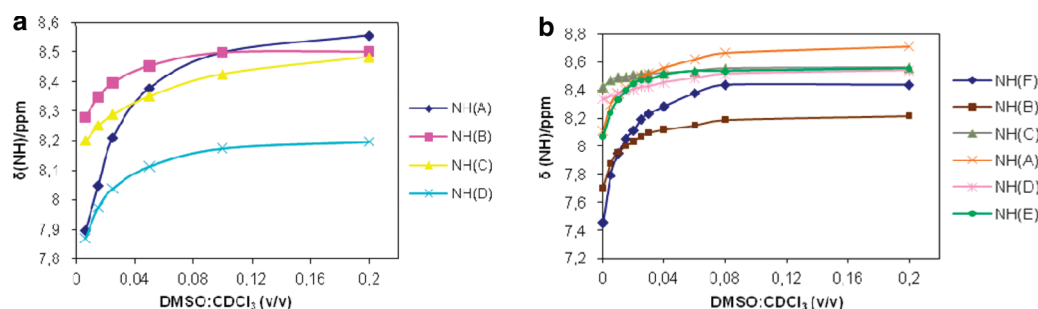 a
8,6
8,5
8,4
8,3
8,2
8,1
8
7,9
7,8
δ(NH)/ppm
0
0,04
0,08
0,12
0,16
0,2
DMSO:CDCl₃ (v/v)
NH(A)
NH(B)
NH(C)
NH(D)
b
8,8
8,6
8,4
8,2
8
7,8
7,6
7,4
7,2
δ (NH)/ppm
0
0,04
0,08
0,12
0,16
0,2
DMSO:CDCl₃ (v/v)
NH(F)
NH(B)
NH(C)
NH(A)
NH(D)
NH(E)